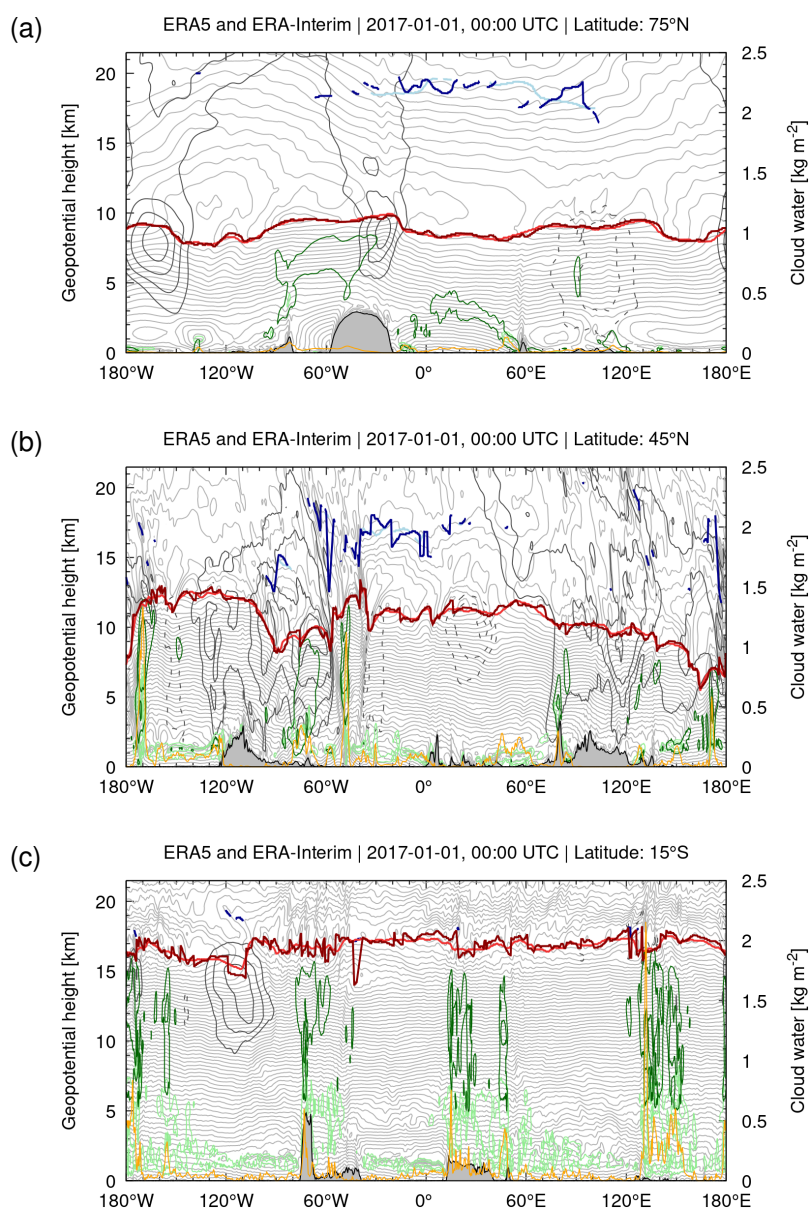 (a)
ERA5 and ERA-Interim | 2017-01-01, 00:00 UTC | Latitude: 75°N
Geopotential height [km]
20
15
10
5
0
Cloud water [kg m-2]
2.5
2
1.5
1
0.5
0
180°W 120°W 60°W 0° 60°E 120°E 180°E
(b)
ERA5 and ERA-Interim | 2017-01-01, 00:00 UTC | Latitude: 45°N
Geopotential height [km]
20
15
10
5
0
Cloud water [kg m-2]
2.5
2
1.5
1
0.5
0
180°W 120°W 60°W 0° 60°E 120°E 180°E
(c)
ERA5 and ERA-Interim | 2017-01-01, 00:00 UTC | Latitude: 15°S
Geopotential height [km]
20
15
10
5
0
Cloud water [kg m-2]
2.5
2
1.5
1
0.5
0
180°W 120°W 60°W 0° 60°E 120°E 180°E